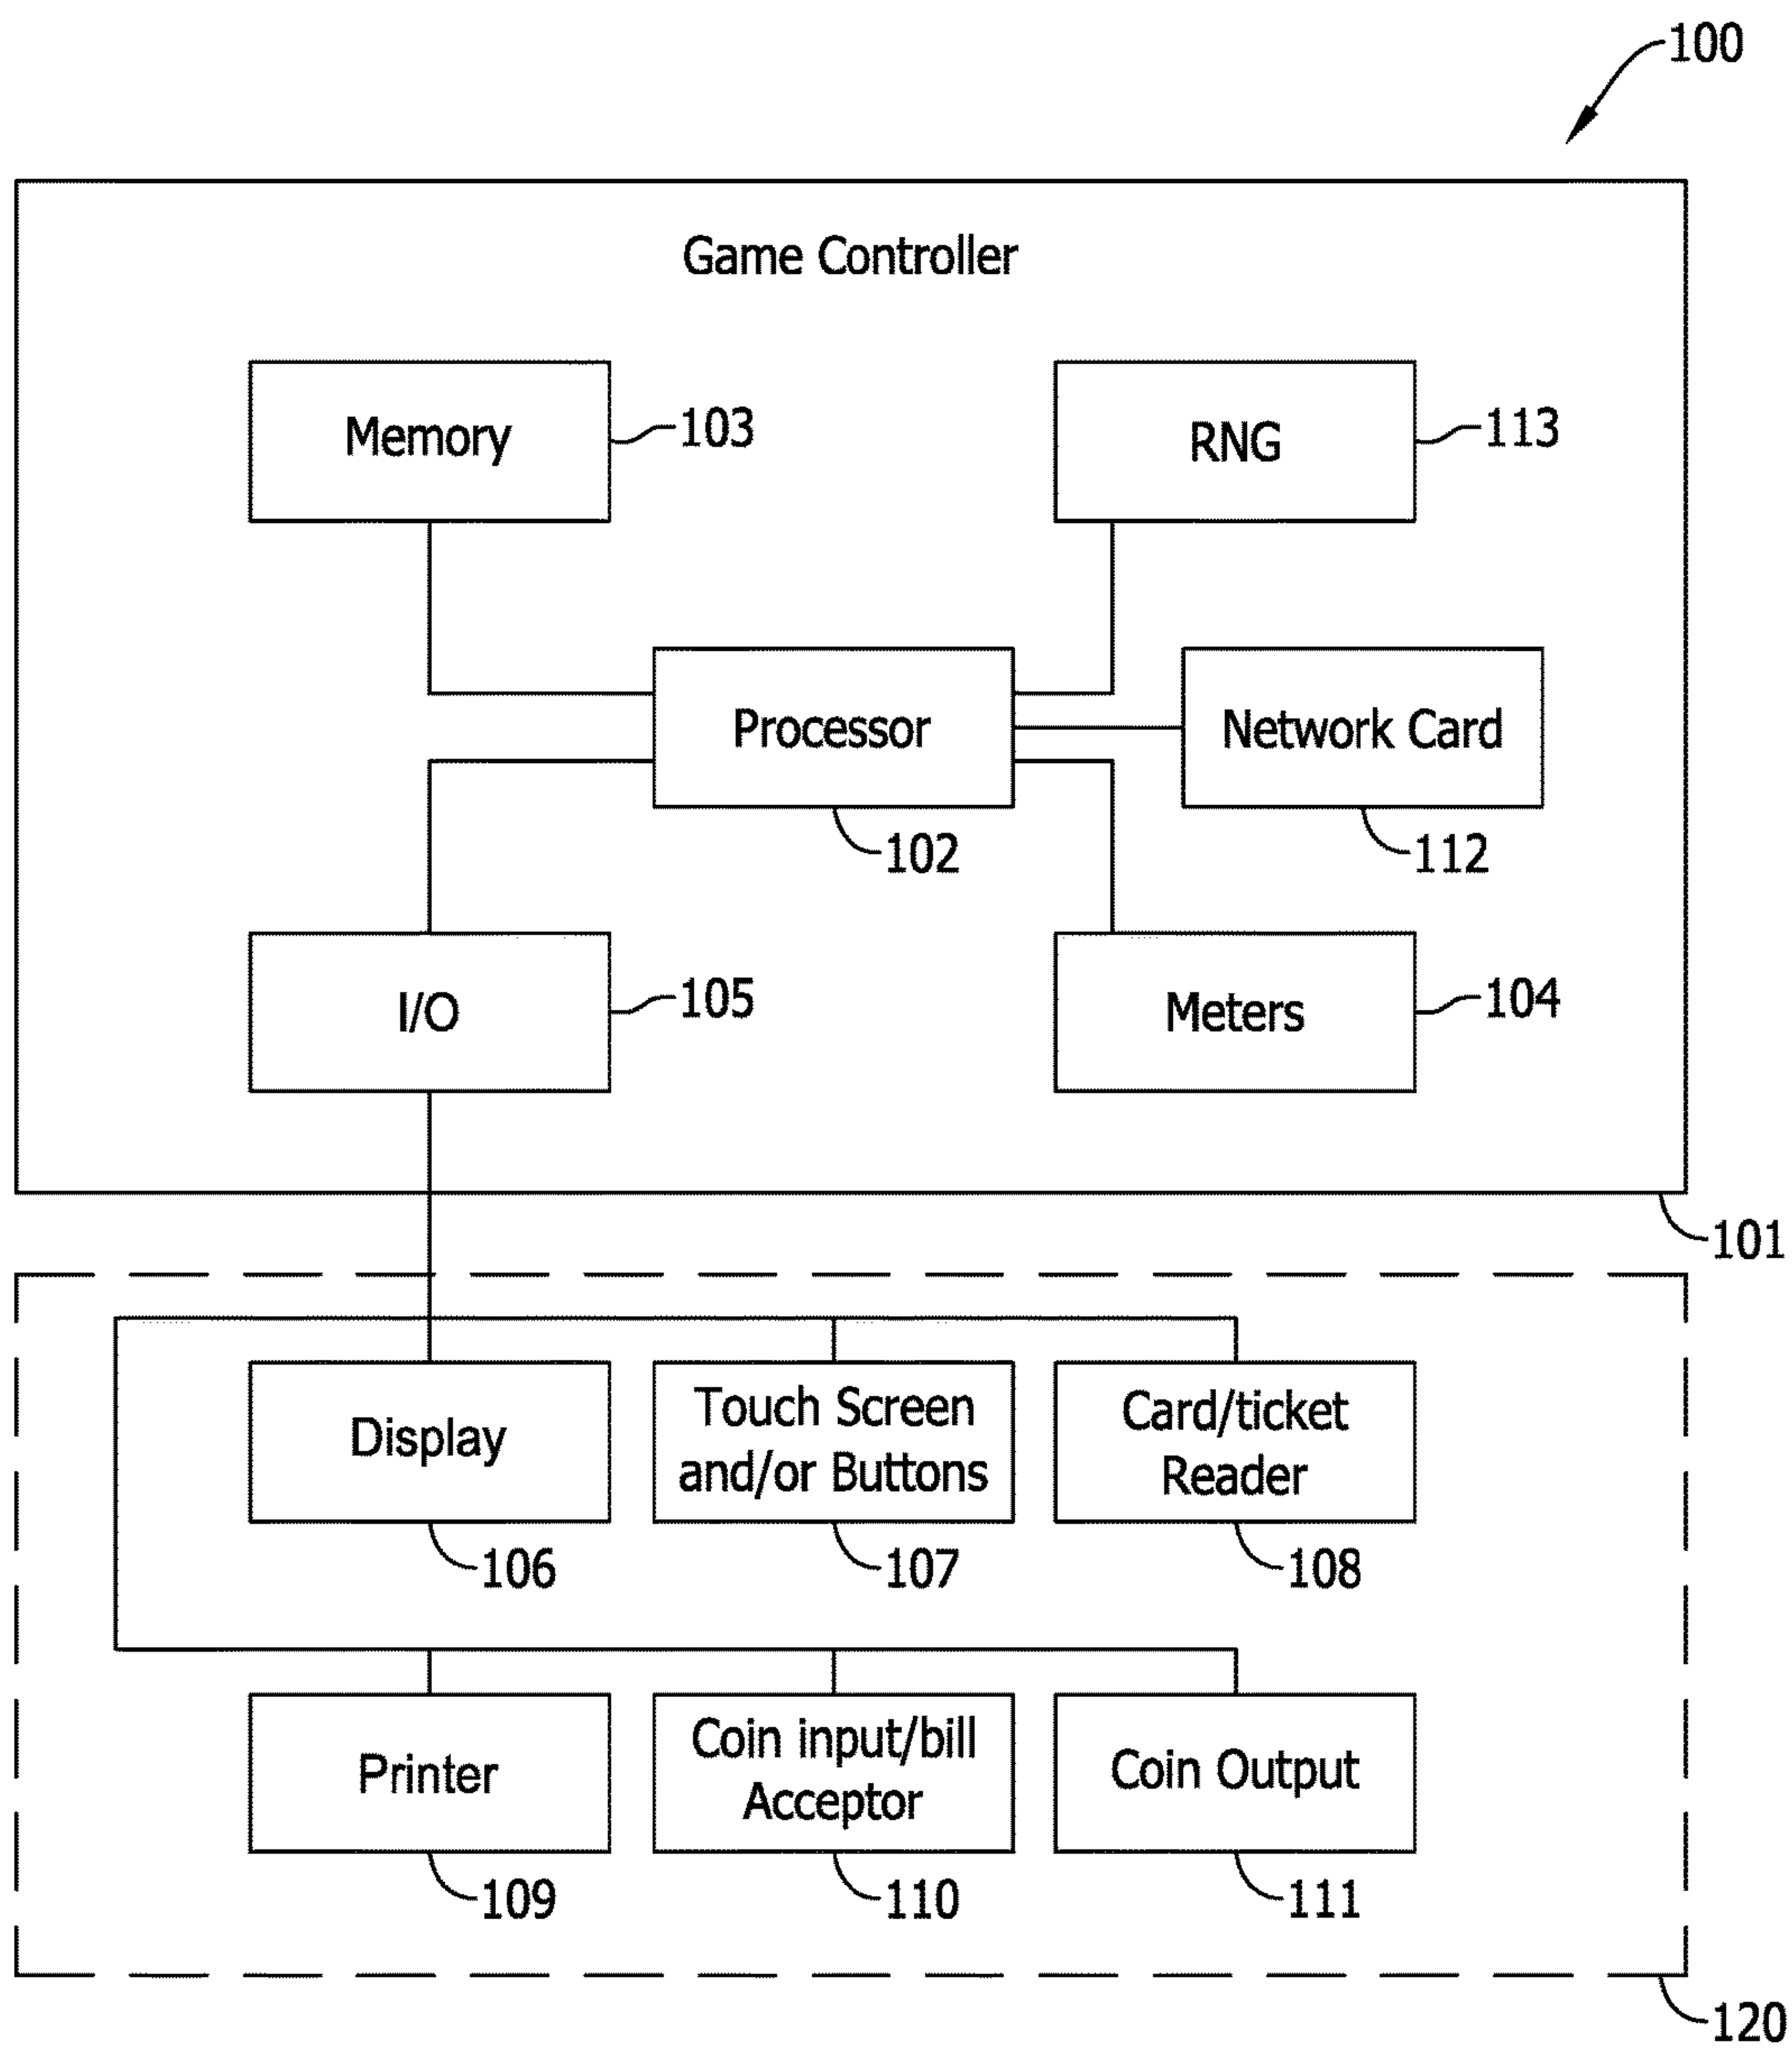 100
Game Controller
Memory
103
RNG
113
Processor
102
Network Card
112
I/O
105
Meters
104
101
Display
106
Touch Screen
and/or Buttons
107
Card/ticket
Reader
108
Printer
109
Coin input/bill
Acceptor
110
Coin Output
111
120